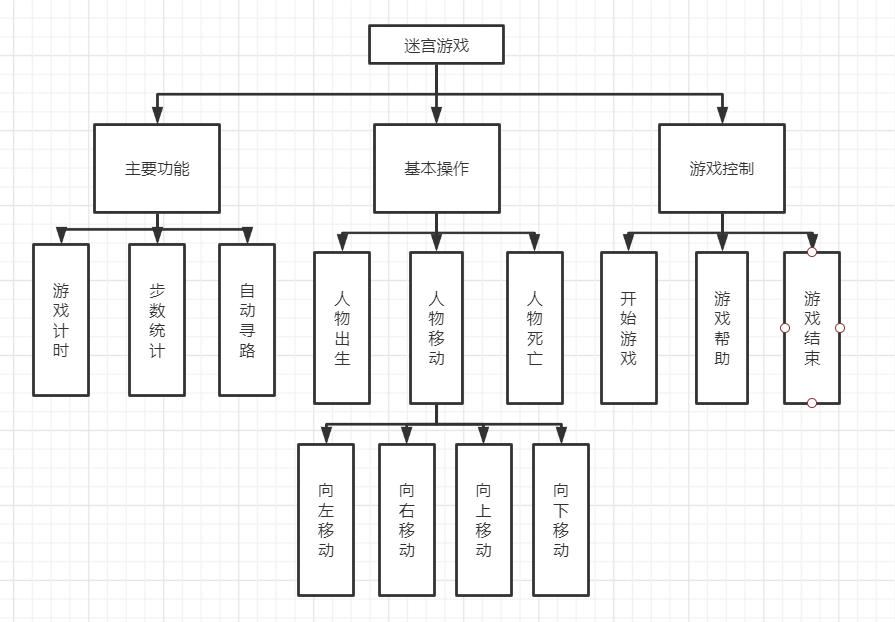 迷宫游戏
主要功能
基本操作
游戏控制
游戏计时
步数统计
自动寻路
人物出生
人物移动
人物死亡
开始游戏
游戏帮助
游戏结束
向左移动
向右移动
向上移动
向下移动